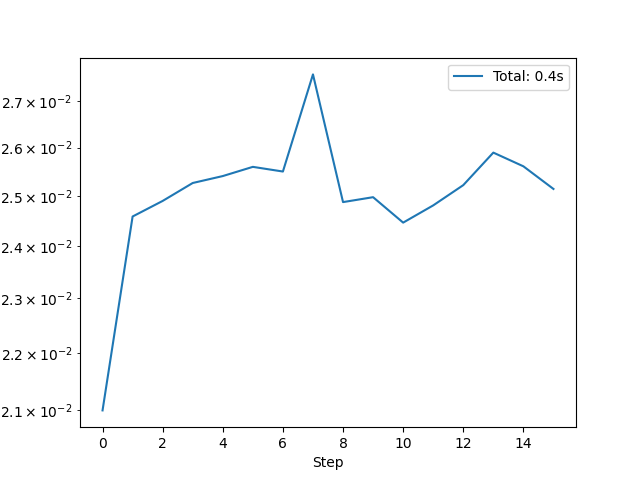 Total: 0.4s
2.7 × 10⁻²
2.6 × 10⁻²
2.5 × 10⁻²
2.4 × 10⁻²
2.3 × 10⁻²
2.2 × 10⁻²
2.1 × 10⁻²
0 2 4 6 8 10 12 14
Step